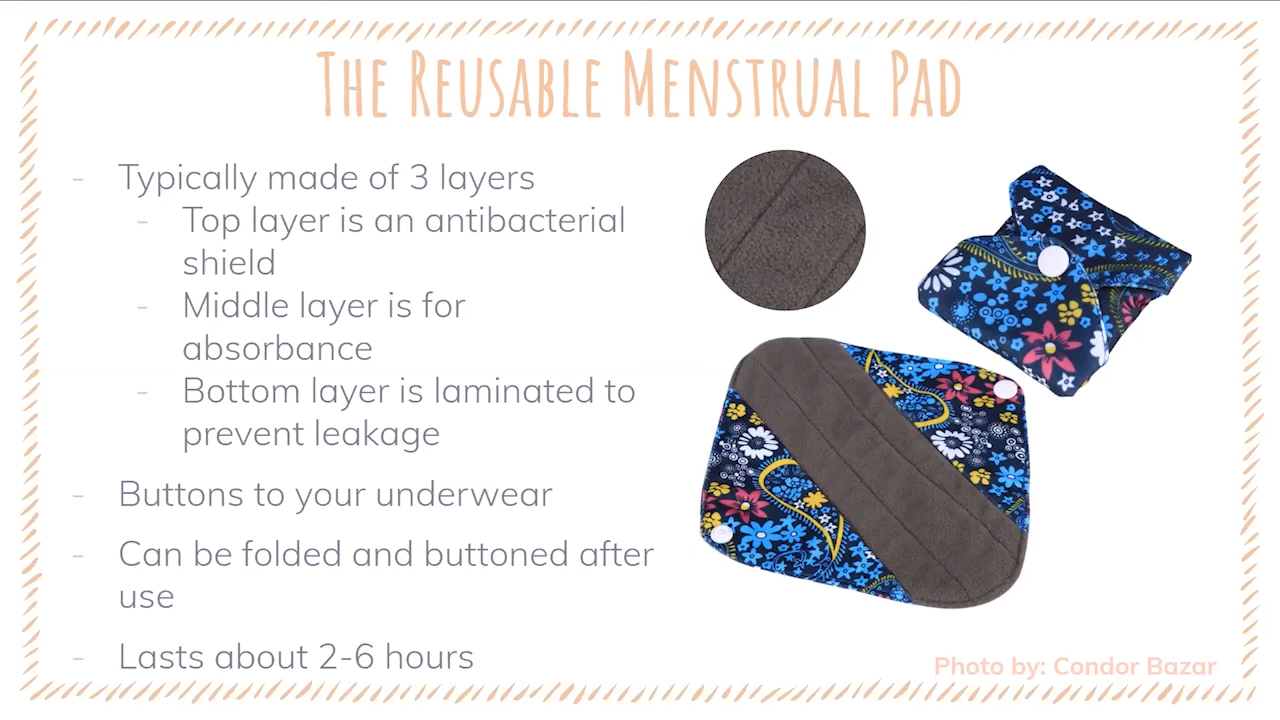 The Reusable Menstrual Pad
- Typically made of 3 layers
- Top layer is an antibacterial
shield
- Middle layer is for
absorbance
- Bottom layer is laminated to
prevent leakage
- Buttons to your underwear
- Can be folded and buttoned after
use
- Lasts about 2-6 hours
Photo by: Condor Bazar